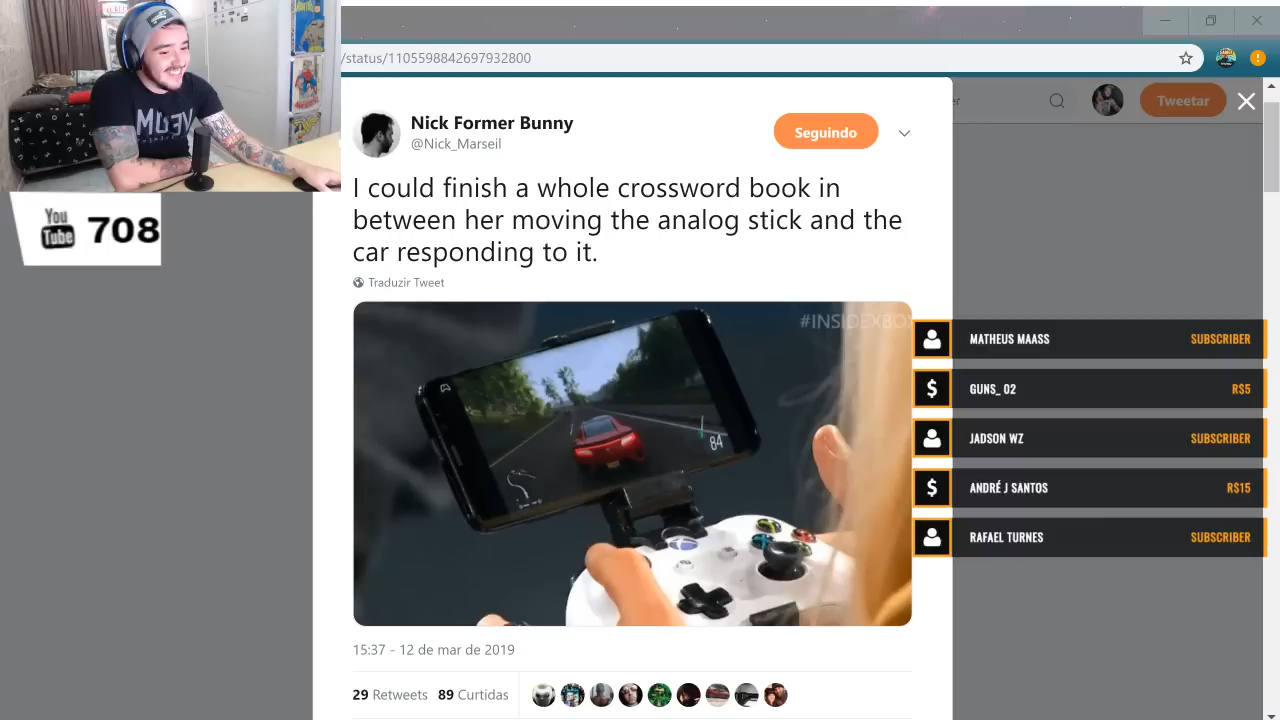 /status/1105598842697932800
er
Tweetar
Nick Former Bunny
@Nick_Marseil
Seguindo
I could finish a whole crossword book in
between her moving the analog stick and the
car responding to it.
Traduzir Tweet
#INSIDEXBOX
84
You
Tube
708
MATHEUS MAASS SUBSCRIBER
$ GUNS_ 02 R$5
JADSON WZ SUBSCRIBER
$ ANDRÉ J SANTOS R$15
RAFAEL TURNES SUBSCRIBER
15:37 - 12 de mar de 2019
29 Retweets 89 Curtidas